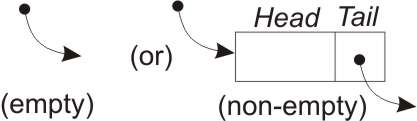 Head Tail
(or)
(empty) (non-empty)